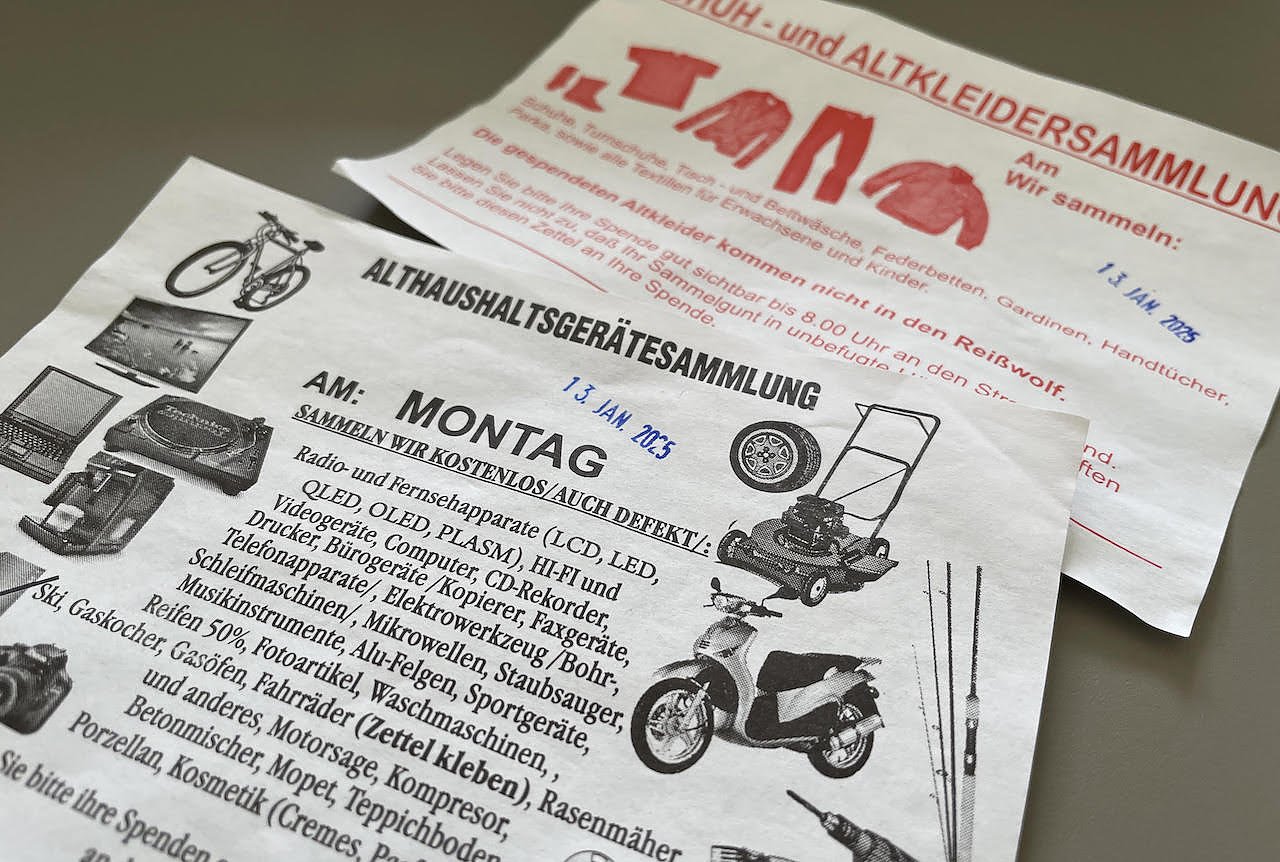 - und ALTKLEIDERSAMMLUN
Am
Wir sammeln:
13. JAN. 2025
Schuhe, Turnschuhe, Tisch - und Bettwäsche, Federbetten, Gardinen, Handtücher,
Parka, sowie alle Textilien für Erwachsene und Kinder.
Die gespendeten Altkleider kommen nicht in den Reißwolf.
Legen Sie bitte Ihre Spende gut sichtbar bis 8.00 Uhr an den
Lassen Sie nicht zu, daß Ihr Sammelgunt in unbefugte
Sie bitte diesen Zettel an Ihre Spende.
ALTHAUSHALTSGERÄTESAMMLUNG
AM: MONTAG
13. JAN. 2025
SAMMELN WIR KOSTENLOS/AUCH DEFEKT/:
Radio- und Fernsehapparate (LCD, LED,
QLED, OLED, PLASM), HI-FI und
Videogeräte, Computer, CD-Rekorder,
Drucker, Bürogeräte /Kopierer, Faxgeräte,
Telefonapparate/, Elektrowerkzeug /Bohr-,
Schleifmaschinen/, Mikrowellen, Staubsauger,
Musikinstrumente, Alu-Felgen, Sportgeräte,
Reifen 50%, Fotoartikel, Waschmaschinen, ,
Ski, Gaskocher, Gasöfen, Fahrräder (Zettel kleben), Rasenmäher
und anderes, Motorsage, Kompresor,
Betonmischer, Mopet, Teppichboden
Porzellan, Kosmetik (Cremes,
Sie bitte ihre Spenden